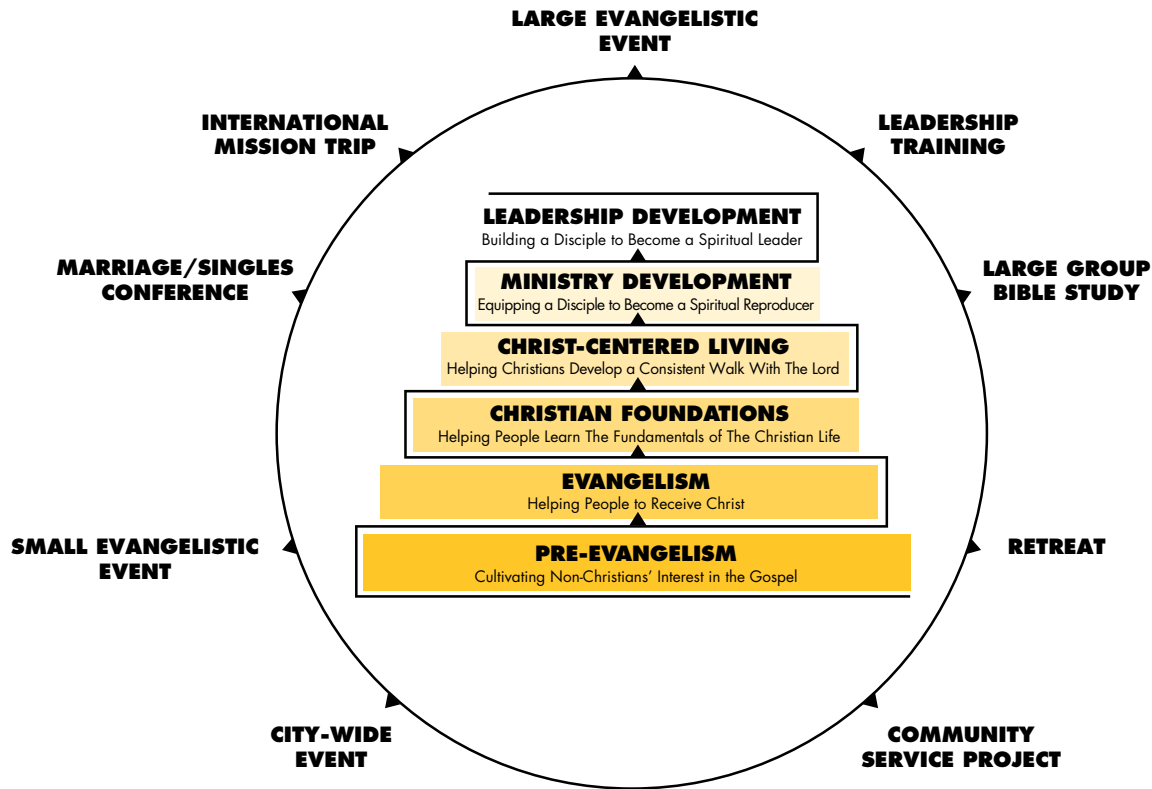 LARGE EVANGELISTIC
EVENT
INTERNATIONAL
MISSION TRIP
LEADERSHIP
TRAINING
LEADERSHIP DEVELOPMENT
Building a Disciple to Become a Spiritual Leader
MARRIAGE/SINGLES
CONFERENCE
MINISTRY DEVELOPMENT
Equipping a Disciple to Become a Spiritual Reproducer
LARGE GROUP
BIBLE STUDY
CHRIST-CENTERED LIVING
Helping Christians Develop a Consistent Walk With The Lord
CHRISTIAN FOUNDATIONS
Helping People Learn The Fundamentals of The Christian Life
EVANGELISM
Helping People to Receive Christ
SMALL EVANGELISTIC
EVENT
PRE-EVANGELISM
Cultivating Non-Christians’ Interest in the Gospel
RETREAT
CITY-WIDE
EVENT
COMMUNITY
SERVICE PROJECT